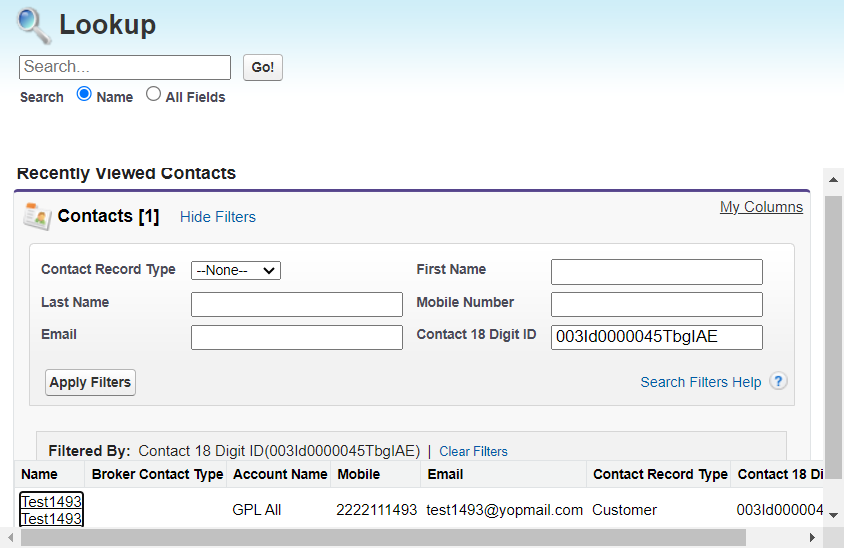 Lookup
Search...
Go!
Search Name All Fields
Recently Viewed Contacts
Contacts [1] Hide Filters My Columns
Contact Record Type --None-- First Name
Last Name Mobile Number
Email Contact 18 Digit ID 003Id0000045TbgIAE
Apply Filters Search Filters Help ?
Filtered By: Contact 18 Digit ID(003Id0000045TbgIAE) | Clear Filters
Name Broker Contact Type Account Name Mobile Email Contact Record Type Contact 18 Di
Test1493 Test1493 GPL All 2222111493 test1493@yopmail.com Customer 003Id000004